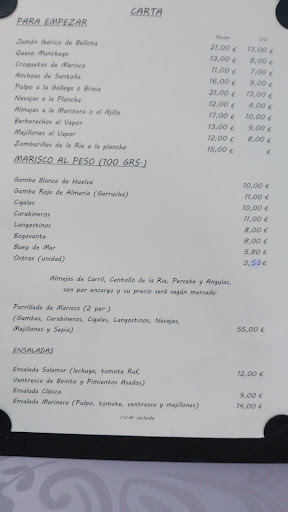 CARTA
PARA EMPEZAR
Ración 1/2
Jamón Ibérico de Bellota 21,00 € 13,00 €
Queso Manchego 13,00 € 8,00 €
Croquetas de Marisco 11,00 € 7,00 €
Anchoas de Santoña 16,00 € 9,00 €
Pulpo a la Gallega o Brasa 21,00 € 13,00 €
Navajas a la Plancha 12,00 € 8,00 €
Almejas a la Marinera o al Ajillo 17,00 € 10,00 €
Berberechos al Vapor 13,00 € 9,00 €
Mejillones al Vapor 12,00 € 8,00 €
Zamburiñas de la Ria a la plancha 15,00 € €
MARISCO AL PESO (100 GRS.)
Gamba Blanca de Huelva 10,00 €
Gamba Roja de Almería (Garrucha) 11,00 €
Cigalas 10,00 €
Carabineros 11,00 €
Langostinos 8,00 €
Bogavante 8,00 €
Buey de Mar 5,80 €
Ostras (unidad) 3,50 €
Almejas de Carril, Centollo de la Ria, Percebe y Angulas,
son por encargo y su precio será según mercado-
Parrillada de Marisco (2 per.)
(Gambas, Carabineros, Cigalas, Langostinos, Navajas,
Mejillones y Sepia) 55,00 €
ENSALADAS
Ensalada Salamar (lechuga, tomate Raf,
Ventresca de Bonito y Pimientos Asados) 12,00 €
Ensalada Clásica 9,00 €
Ensalada Marinera (Pulpo, tomate, ventresca y mejillones) 14,00 €
I-V-A- incluido